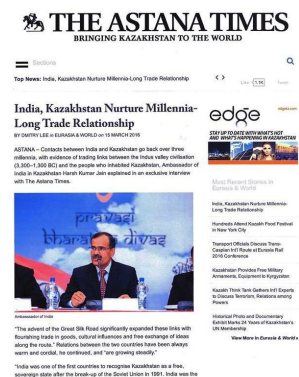 THE ASTANA TIMES
BRINGING KAZAKHSTAN TO THE WORLD
Sections
Top News: India, Kazakhstan Nurture Millennia-Long Trade Relationship
< >
Like
1.1K
Tweet
India, Kazakhstan Nurture Millennia-
Long Trade Relationship
BY DMITRY LEE in EURASIA & WORLD on 15 MARCH 2016
ASTANA – Contacts between India and Kazakhstan go back over three
millennia, with evidence of trading links between the Indus valley civilisation
(3,300–1,300 BC) and the people who inhabited Kazakhstan, Ambassador of
India in Kazakhstan Harsh Kumar Jain explained in an exclusive interview
with The Astana Times.
pravasi
bharatiya divas
Ambassador of India
"The advent of the Great Silk Road significantly expanded these links with
flourishing trade in goods, cultural influences and free exchange of ideas
along the route." Relations between the two countries have been always
warm and cordial, he continued, and "are growing steadily."
"India was one of the first countries to recognise Kazakhstan as a free,
sovereign state after the break-up of the Soviet Union in 1991. India was the
edge
STAY UP TO DATE WITH WHAT'S HOT
AND WHAT'S HAPPENING IN KAZAKHSTAN
Most Recent Stories in
Eurasia & World
India, Kazakhstan Nurture Millennia-
Long Trade Relationship
Hundreds Attend Kazakh Food Festival
in New York City
Transport Officials Discuss Trans-
Caspian Int'l Route at Eurasia Rail
2016 Conference
Kazakhstan Provides Free Military
Armaments, Equipment to Kyrgyzstan
Kazakh Think Tank Gathers Int'l Experts
to Discuss Terrorism, Relations among
Powers
Historical Photo and Documentary
Exhibit Marks 24 Years of Kazakhstan's
UN Membership
View More in Eurasia & World »